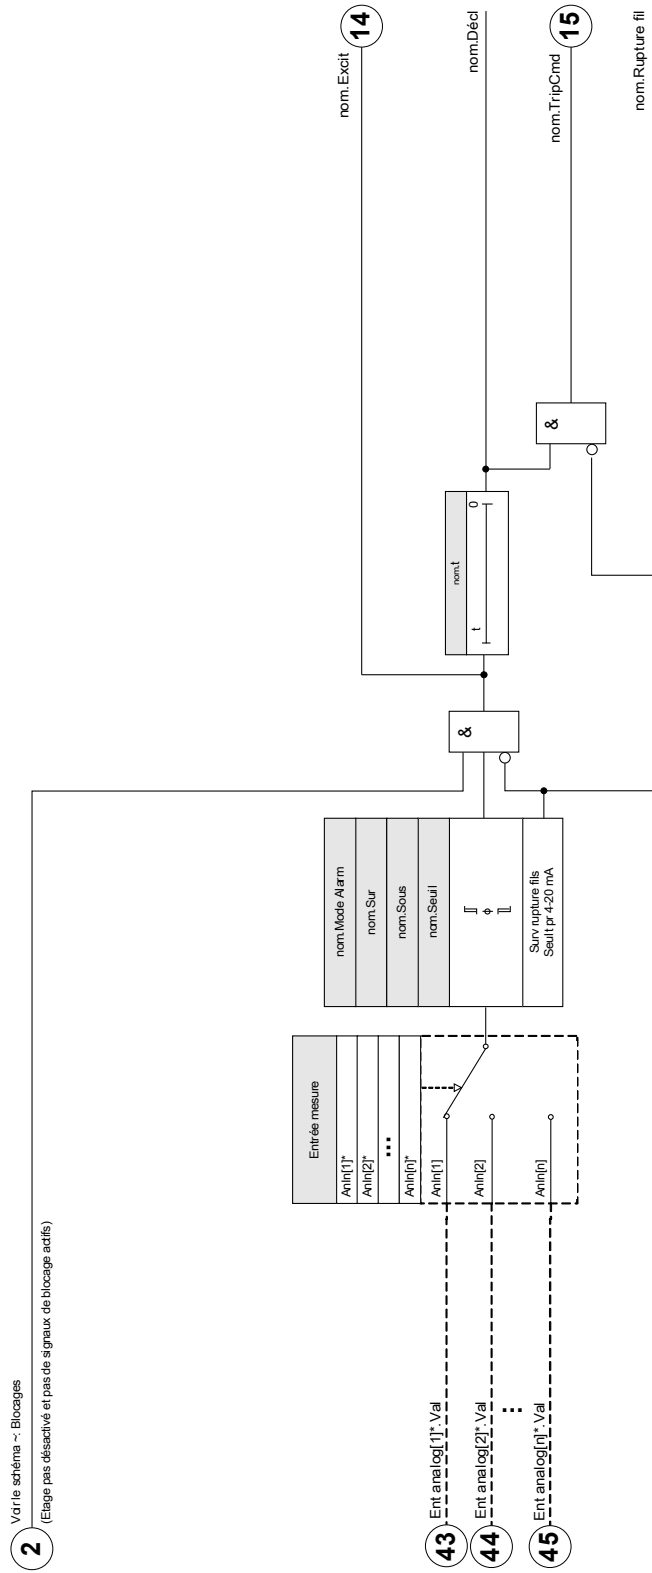 2
Voir le schéma ~: Blocages
(Etage pas désactivé et pas de signaux de blocage actifs)
nom.Excit
14
nom.Décl
nom.TripCmd
15
nom.Rupture fil
Entrée mesure
AnIn[1]*
AnIn[2]*
...
AnIn[n]*
AnIn[1]
AnIn[2]
AnIn[n]
nom.Mode Alarm
nom.Sur
nom.Sous
nom.Seuil
φ
Surv rupture fils
Seult pr 4-20 mA
&
nom.t
t
0
&
43
Ent analog[1]*.Val
44
Ent analog[2]*.Val
...
45
Ent analog[n]*.Val